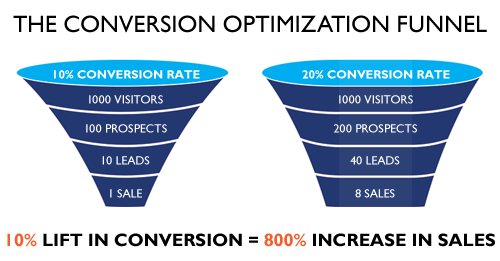 THE CONVERSION OPTIMIZATION FUNNEL
10% CONVERSION RATE
1000 VISITORS
100 PROSPECTS
10 LEADS
1 SALE
20% CONVERSION RATE
1000 VISITORS
200 PROSPECTS
40 LEADS
8 SALES
10% LIFT IN CONVERSION = 800% INCREASE IN SALES